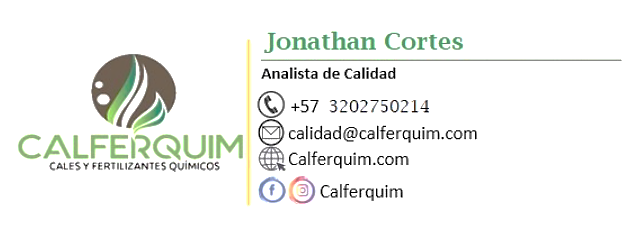 Jonathan Cortes
Analista de Calidad
+57 3202750214
calidad@calferquim.com
Calferquim.com
Calferquim
CALFERQUIM
CALES Y FERTILIZANTES QUÍMICOS